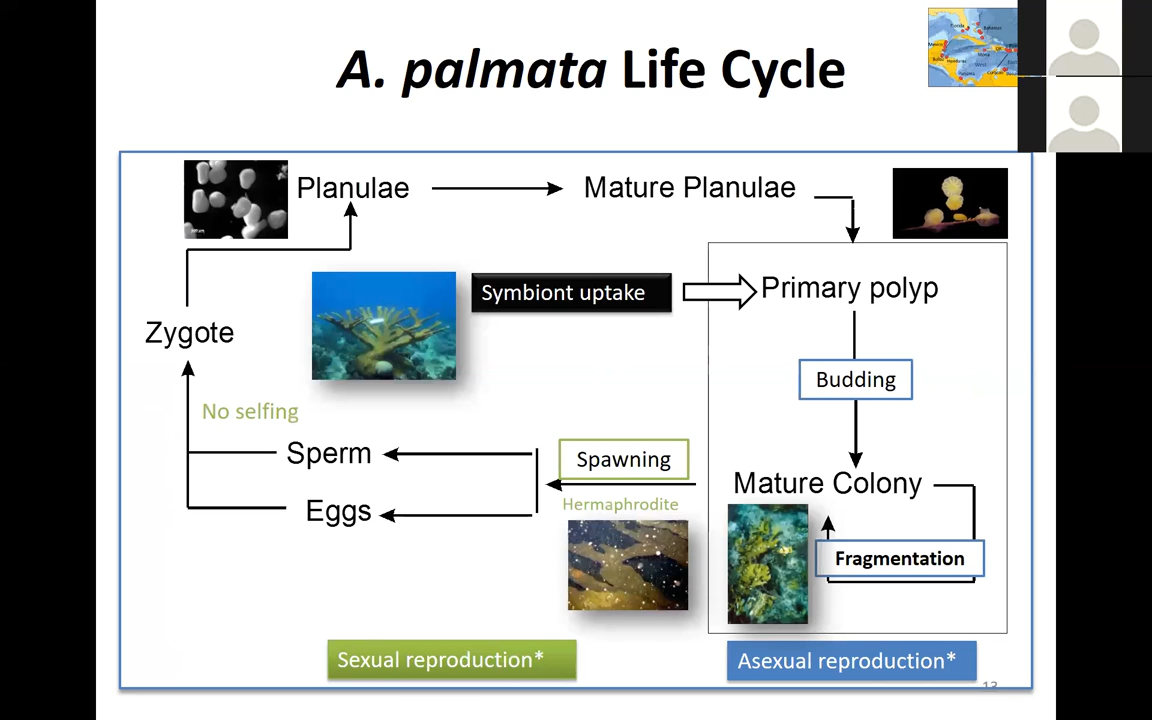 A. palmata Life Cycle
Planulae
Mature Planulae
Symbiont uptake
Primary polyp
Zygote
Budding
No selfing
Sperm
Spawning
Mature Colony
Hermaphrodite
Eggs
Fragmentation
Sexual reproduction*
Asexual reproduction*
13